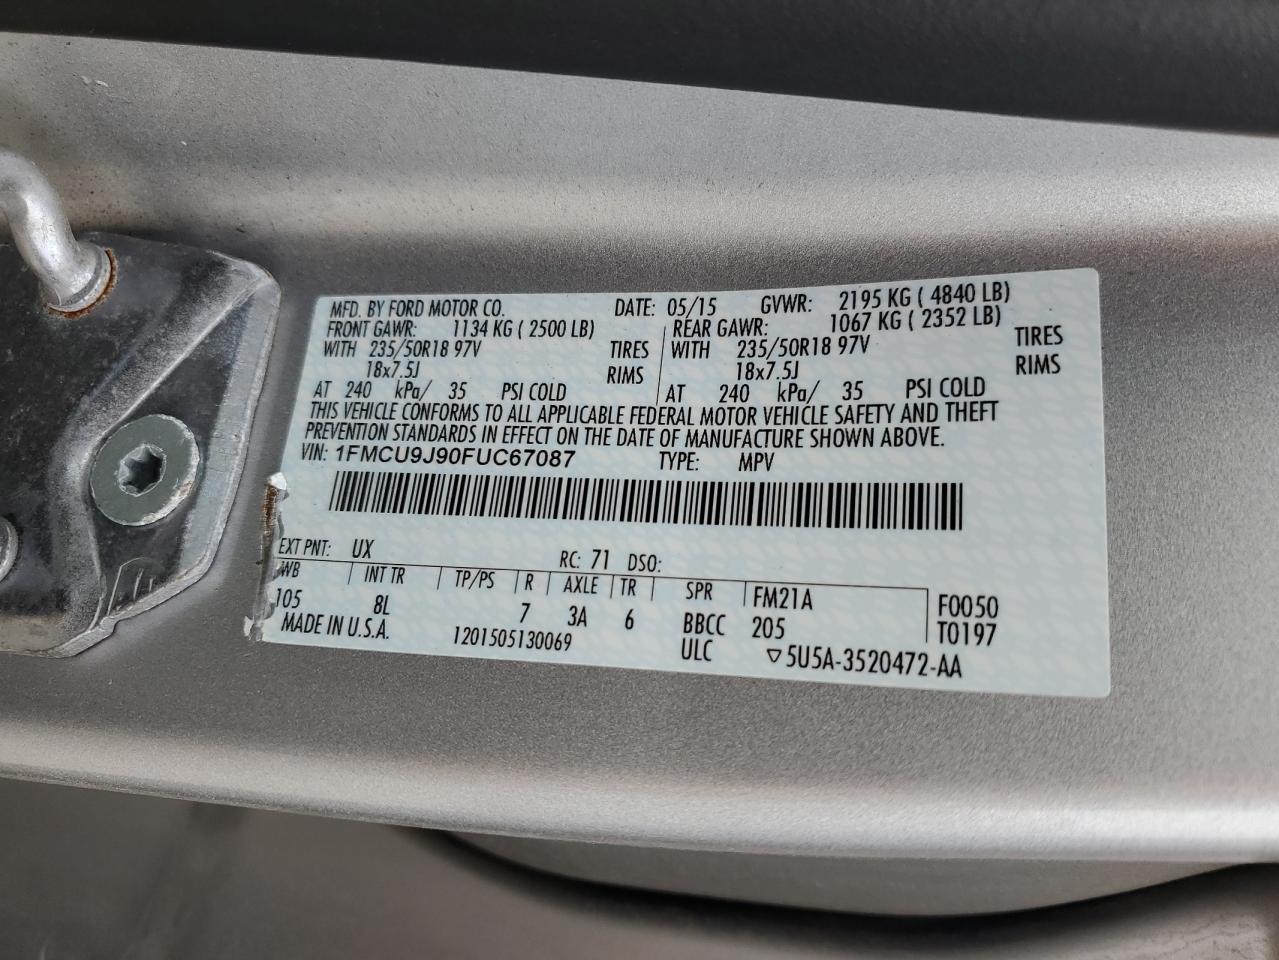 MFD. BY FORD MOTOR CO. DATE: 05/15 GVWR: 2195 KG ( 4840 LB)
FRONT GAWR: 1134 KG ( 2500 LB) REAR GAWR: 1067 KG ( 2352 LB)
WITH 235/50R18 97V TIRES WITH 235/50R18 97V TIRES
18x7.5J RIMS 18x7.5J RIMS
AT 240 kPa/ 35 PSI COLD AT 240 kPa/ 35 PSI COLD
THIS VEHICLE CONFORMS TO ALL APPLICABLE FEDERAL MOTOR VEHICLE SAFETY AND THEFT
PREVENTION STANDARDS IN EFFECT ON THE DATE OF MANUFACTURE SHOWN ABOVE.
VIN: 1FMCU9J90FUC67087 TYPE: MPV
EXT PNT: UX RC: 71 DSO:
WB INT TR TP/PS R AXLE TR SPR FM21A F0050
105 8L 7 3A 6 BBCC 205 T0197
MADE IN U.S.A. 1201505130069 ULC ▽5U5A-3520472-AA